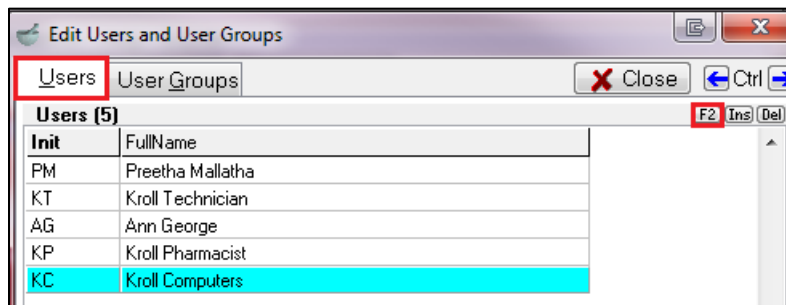 Edit Users and User Groups
Users User Groups Close Ctrl
Users (5) F2 Ins Del
Init FullName
PM Preetha Mallatha
KT Kroll Technician
AG Ann George
KP Kroll Pharmacist
KC Kroll Computers